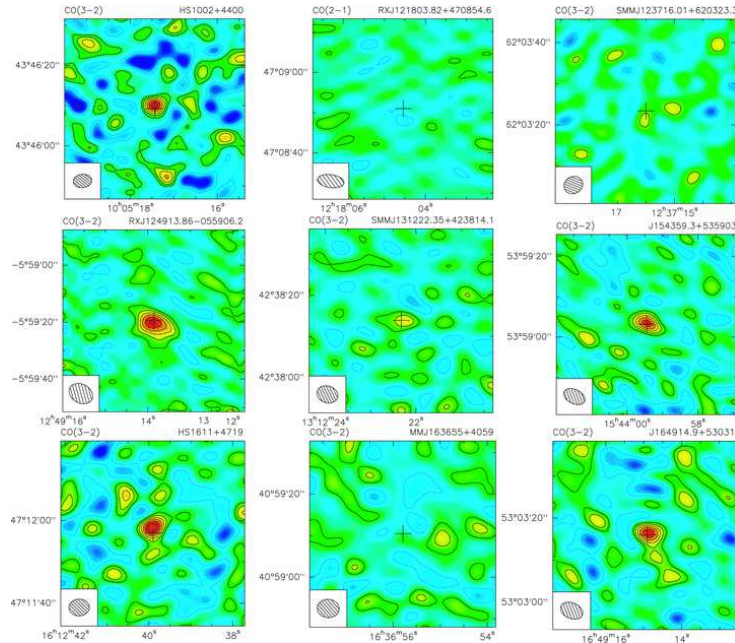 CO(3-2) HS1002+4400
43°46'20''
43°46'00''
10ʰ05ᵐ18ˢ 16ˢ
CO(2-1) RXJ121803.82+470854.6
47°09'00''
47°08'40''
12ʰ18ᵐ06ˢ 04ˢ
CO(3-2) SMMJ123716.01+620323.3
62°03'40''
62°03'20''
17 12ʰ37ᵐ15ˢ
CO(3-2) RXJ124913.86-055906.2
-5°59'00''
-5°59'20''
-5°59'40''
12ʰ49ᵐ16ˢ 14ˢ 13ˢ 12ˢ
CO(3-2) SMMJ131222.35+423814.1
42°38'20''
42°38'00''
13ʰ12ᵐ24ˢ 22ˢ
CO(3-2) J154359.3+535903
53°59'20''
53°59'00''
15ʰ44ᵐ00ˢ 58ˢ
CO(3-2) HS1611+4719
47°12'00''
47°11'40''
16ʰ12ᵐ42ˢ 40ˢ 38ˢ
CO(3-2) MMJ163655+4059
40°59'20''
40°59'00''
16ʰ36ᵐ56ˢ 54ˢ
CO(3-2) J164914.9+53031
53°03'20''
53°03'00''
16ʰ49ᵐ16ˢ 14ˢ